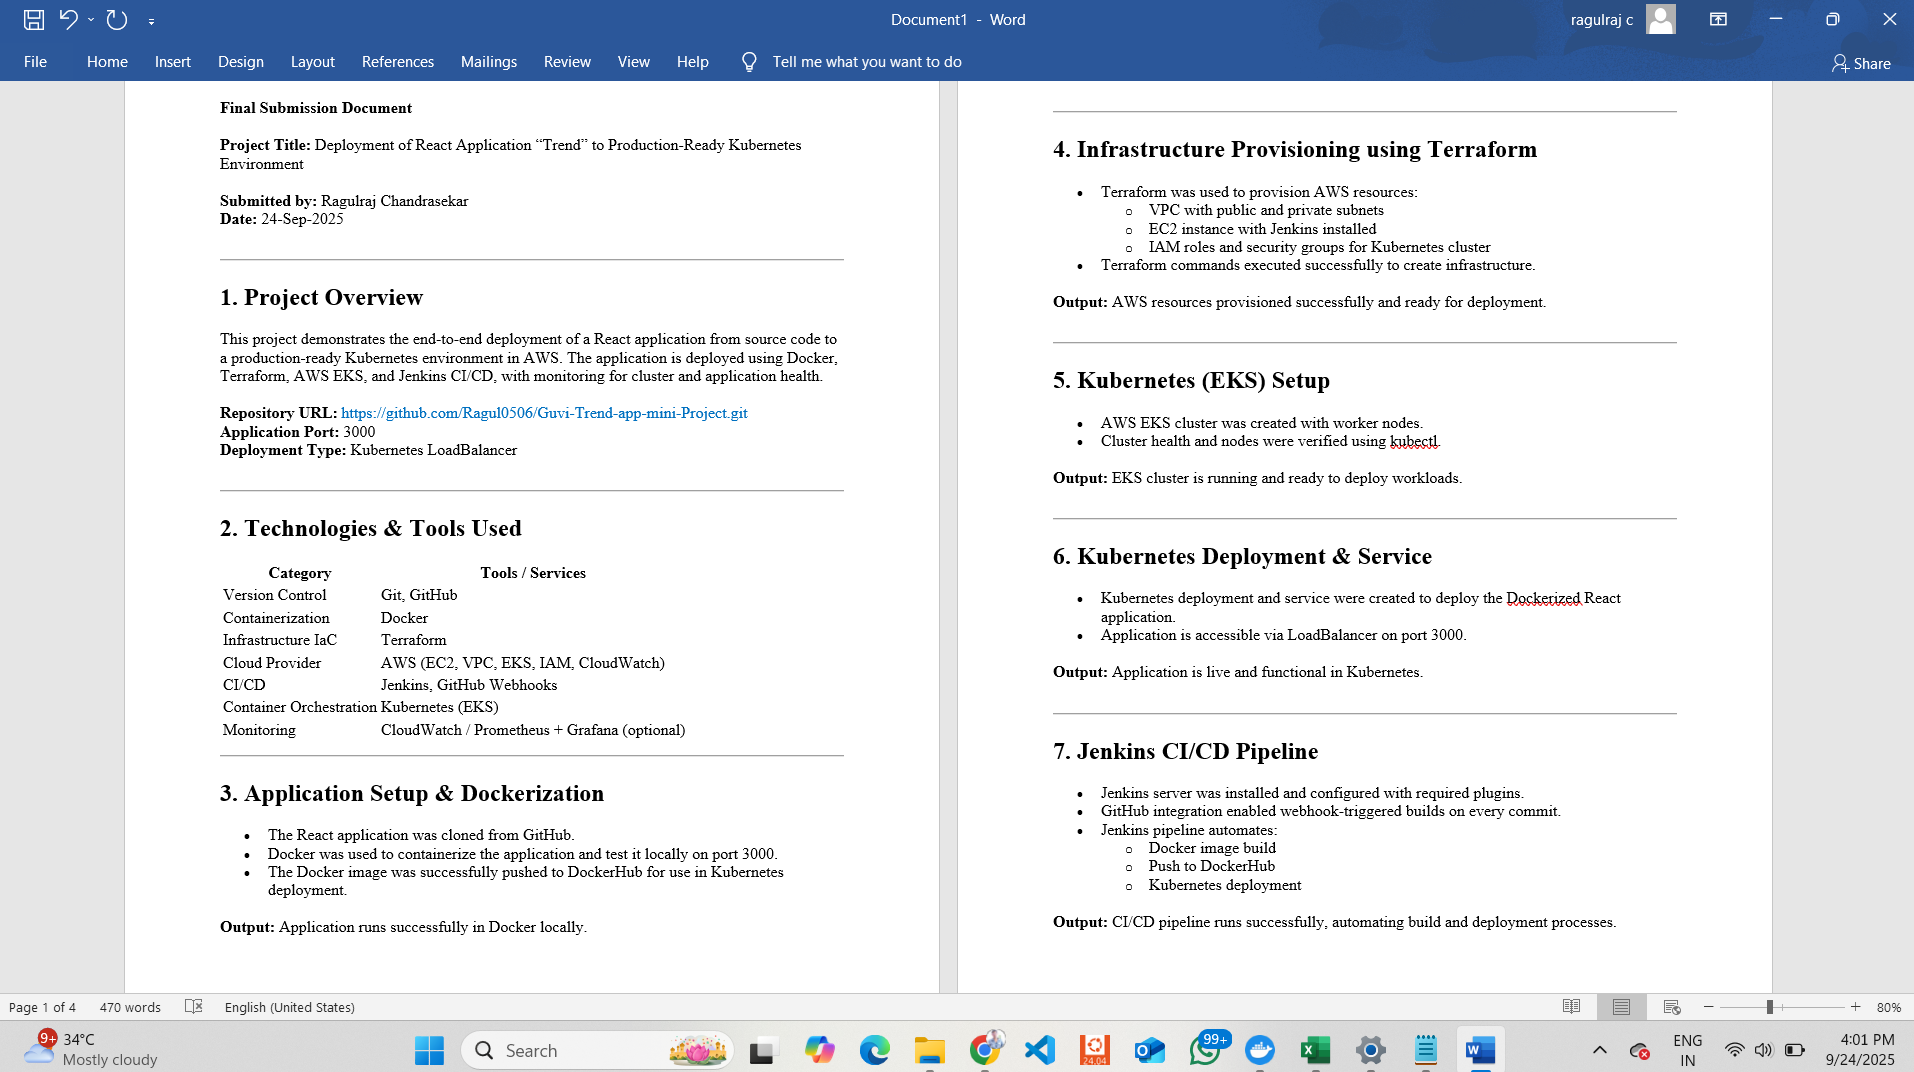 Document1 - Word
ragulraj c
File Home Insert Design Layout References Mailings Review View Help Tell me what you want to do
Share
Final Submission Document
Project Title: Deployment of React Application “Trend” to Production-Ready Kubernetes
Environment
Submitted by: Ragulraj Chandrasekar
Date: 24-Sep-2025
1. Project Overview
This project demonstrates the end-to-end deployment of a React application from source code to
a production-ready Kubernetes environment in AWS. The application is deployed using Docker,
Terraform, AWS EKS, and Jenkins CI/CD, with monitoring for cluster and application health.
Repository URL: https://github.com/Ragul0506/Guvi-Trend-app-mini-Project.git
Application Port: 3000
Deployment Type: Kubernetes LoadBalancer
2. Technologies & Tools Used
Category Tools / Services
Version Control Git, GitHub
Containerization Docker
Infrastructure IaC Terraform
Cloud Provider AWS (EC2, VPC, EKS, IAM, CloudWatch)
CI/CD Jenkins, GitHub Webhooks
Container Orchestration Kubernetes (EKS)
Monitoring CloudWatch / Prometheus + Grafana (optional)
3. Application Setup & Dockerization
• The React application was cloned from GitHub.
• Docker was used to containerize the application and test it locally on port 3000.
• The Docker image was successfully pushed to DockerHub for use in Kubernetes
deployment.
Output: Application runs successfully in Docker locally.
4. Infrastructure Provisioning using Terraform
• Terraform was used to provision AWS resources:
o VPC with public and private subnets
o EC2 instance with Jenkins installed
o IAM roles and security groups for Kubernetes cluster
• Terraform commands executed successfully to create infrastructure.
Output: AWS resources provisioned successfully and ready for deployment.
5. Kubernetes (EKS) Setup
• AWS EKS cluster was created with worker nodes.
• Cluster health and nodes were verified using kubectl.
Output: EKS cluster is running and ready to deploy workloads.
6. Kubernetes Deployment & Service
• Kubernetes deployment and service were created to deploy the Dockerized React
application.
• Application is accessible via LoadBalancer on port 3000.
Output: Application is live and functional in Kubernetes.
7. Jenkins CI/CD Pipeline
• Jenkins server was installed and configured with required plugins.
• GitHub integration enabled webhook-triggered builds on every commit.
• Jenkins pipeline automates:
o Docker image build
o Push to DockerHub
o Kubernetes deployment
Output: CI/CD pipeline runs successfully, automating build and deployment processes.
Page 1 of 4 470 words English (United States)
80%
9+ 34°C
Mostly cloudy
Search
24.04
99+
ENG
IN
4:01 PM
9/24/2025